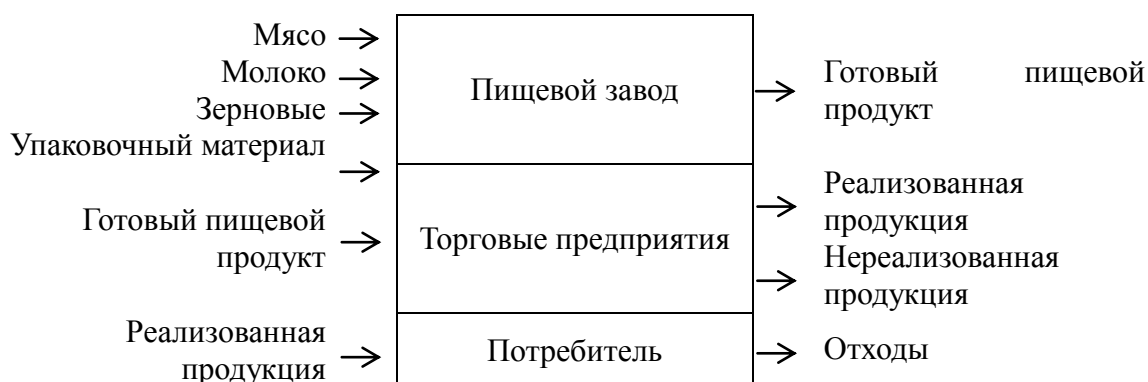 Мясо
Молоко
Зерновые
Упаковочный материал
Пищевой завод
Готовый пищевой
продукт
Готовый пищевой
продукт
Торговые предприятия
Реализованная
продукция
Нереализованная
продукция
Реализованная
продукция
Потребитель
Отходы